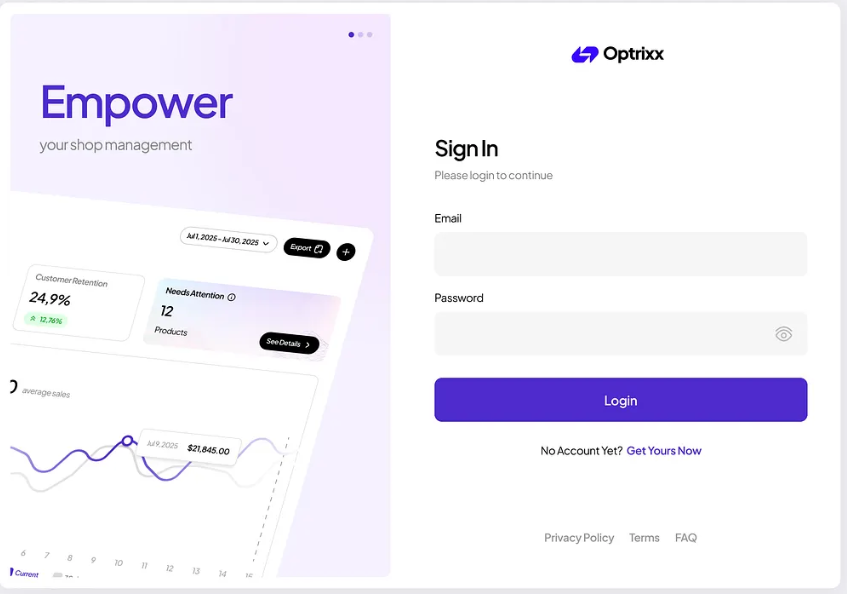 Empower
your shop management
Jul 1, 2025 - Jul 30, 2025
Export
Customer Retention
24,9%
12,76%
Needs Attention
12
Products
See Details
average sales
Jul 9, 2025 $21,845.00
6 7 8 9 10 11 12 13 14 15
Current
Optrixx
Sign In
Please login to continue
Email
Password
Login
No Account Yet? Get Yours Now
Privacy Policy Terms FAQ